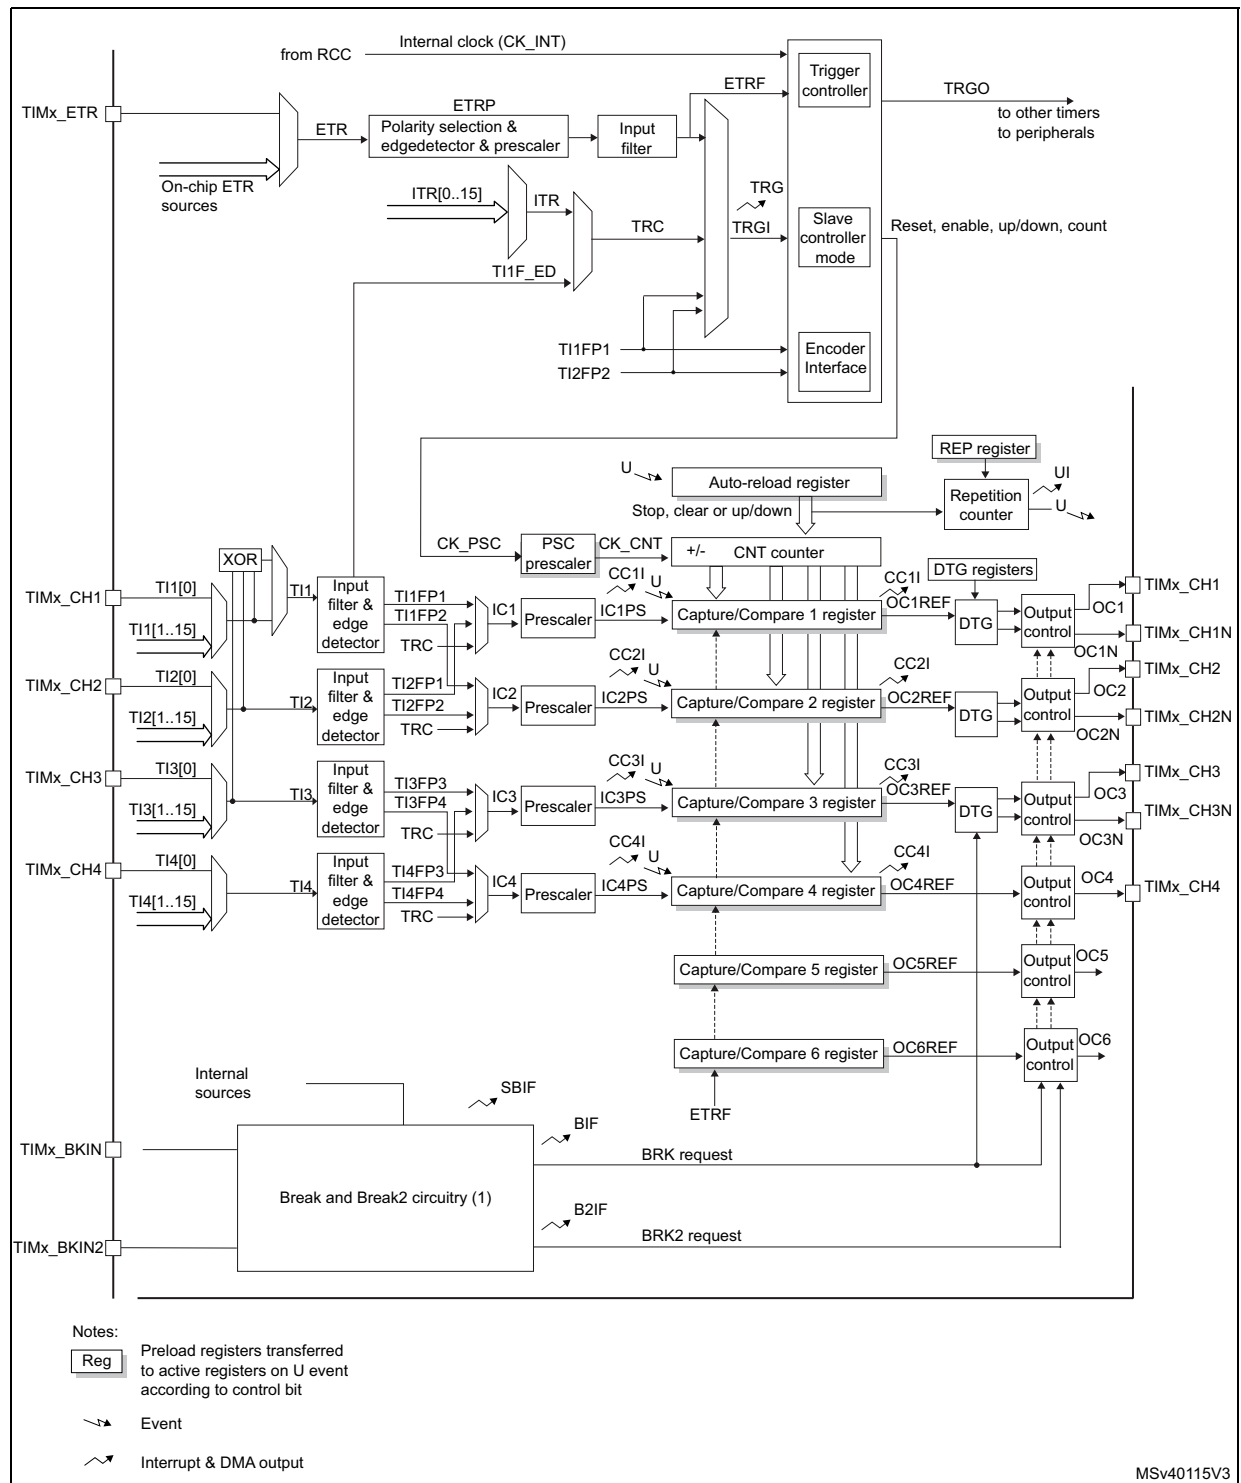 Internal clock (CK_INT)
from RCC
Trigger
controller
ETRF
TRGO
to other timers
to peripherals
TIMx_ETR
ETR
ETRP
Polarity selection &
edgedetector & prescaler
Input
filter
On-chip ETR
sources
ITR[0..15]
ITR
TRG
TRC
TRGI
Slave
controller
mode
Reset, enable, up/down, count
TI1F_ED
TI1FP1
TI2FP2
Encoder
Interface
REP register
U
Auto-reload register
UI
Repetition
counter
U
Stop, clear or up/down
CK_PSC
PSC
prescaler
CK_CNT
+/-
CNT counter
XOR
DTG registers
TIMx_CH1
TI1[0]
TI1[1..15]
TI1
Input
filter &
edge
detector
TI1FP1
TI1FP2
TRC
IC1
Prescaler
IC1PS
CC1I
U
Capture/Compare 1 register
CC1I
OC1REF
DTG
Output
control
OC1
TIMx_CH1
TIMx_CH1N
OC1N
TIMx_CH2
TI2[0]
TI2[1..15]
TI2
Input
filter &
edge
detector
TI2FP1
TI2FP2
TRC
IC2
Prescaler
IC2PS
CC2I
U
Capture/Compare 2 register
CC2I
OC2REF
DTG
Output
control
OC2
TIMx_CH2
TIMx_CH2N
OC2N
TIMx_CH3
TI3[0]
TI3[1..15]
TI3
Input
filter &
edge
detector
TI3FP3
TI3FP4
TRC
IC3
Prescaler
IC3PS
CC3I
U
Capture/Compare 3 register
CC3I
OC3REF
DTG
Output
control
OC3
TIMx_CH3
TIMx_CH3N
OC3N
TIMx_CH4
TI4[0]
TI4[1..15]
TI4
Input
filter &
edge
detector
TI4FP3
TI4FP4
TRC
IC4
Prescaler
IC4PS
CC4I
U
Capture/Compare 4 register
CC4I
OC4REF
Output
control
OC4
TIMx_CH4
Capture/Compare 5 register
OC5REF
Output
control
OC5
Capture/Compare 6 register
OC6REF
Output
control
OC6
ETRF
Internal
sources
SBIF
TIMx_BKIN
BIF
BRK request
Break and Break2 circuitry (1)
TIMx_BKIN2
B2IF
BRK2 request
Notes:
Reg
Preload registers transferred
to active registers on U event
according to control bit
Event
Interrupt & DMA output
MSv40115V3